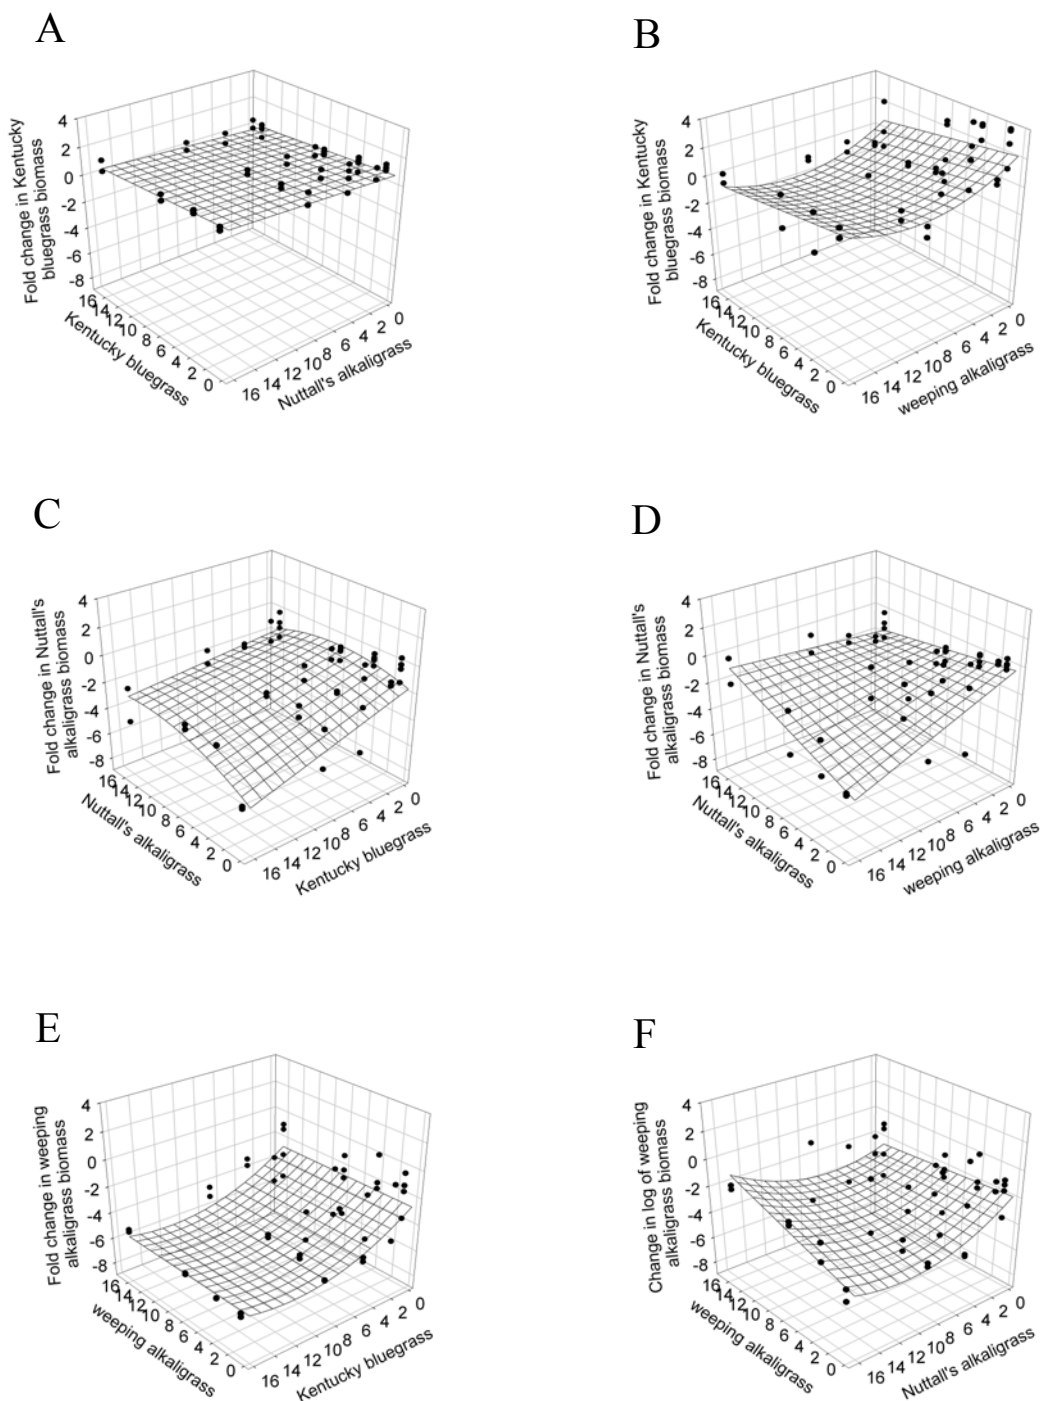 A
4
2
0
-2
-4
-6
-8
Fold change in Kentucky
bluegrass biomass
16 14 12 10 8 6 4 2 0
Kentucky bluegrass
16 14 12 10 8 6 4 2 0
Nuttall's alkaligrass
B
4
2
0
-2
-4
-6
-8
Fold change in Kentucky
bluegrass biomass
16 14 12 10 8 6 4 2 0
Kentucky bluegrass
16 14 12 10 8 6 4 2 0
weeping alkaligrass
C
4
2
0
-2
-4
-6
-8
Fold change in Nuttall's
alkaligrass biomass
16 14 12 10 8 6 4 2 0
Nuttall's alkaligrass
16 14 12 10 8 6 4 2 0
Kentucky bluegrass
D
4
2
0
-2
-4
-6
-8
Fold change in Nuttall's
alkaligrass biomass
16 14 12 10 8 6 4 2 0
Nuttall's alkaligrass
16 14 12 10 8 6 4 2 0
weeping alkaligrass
E
4
2
0
-2
-4
-6
-8
Fold change in weeping
alkaligrass biomass
16 14 12 10 8 6 4 2 0
weeping alkaligrass
16 14 12 10 8 6 4 2 0
Kentucky bluegrass
F
4
2
0
-2
-4
-6
-8
Change in log of weeping
alkaligrass biomass
16 14 12 10 8 6 4 2 0
weeping alkaligrass
16 14 12 10 8 6 4 2 0
Nuttall's alkaligrass